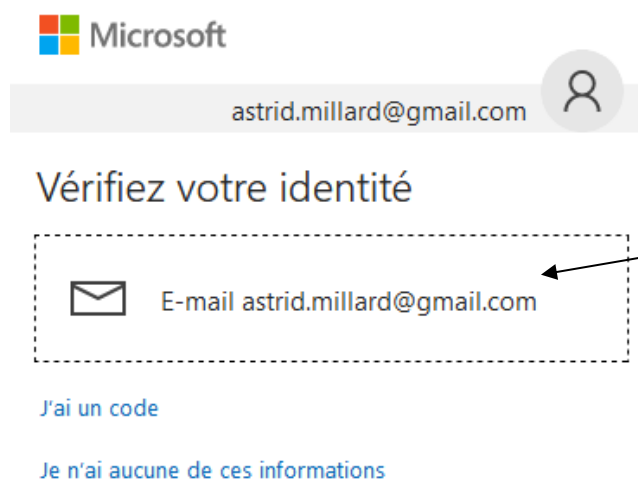 Microsoft
astrid.millard@gmail.com
Vérifiez votre identité
E-mail astrid.millard@gmail.com
J'ai un code
Je n'ai aucune de ces informations